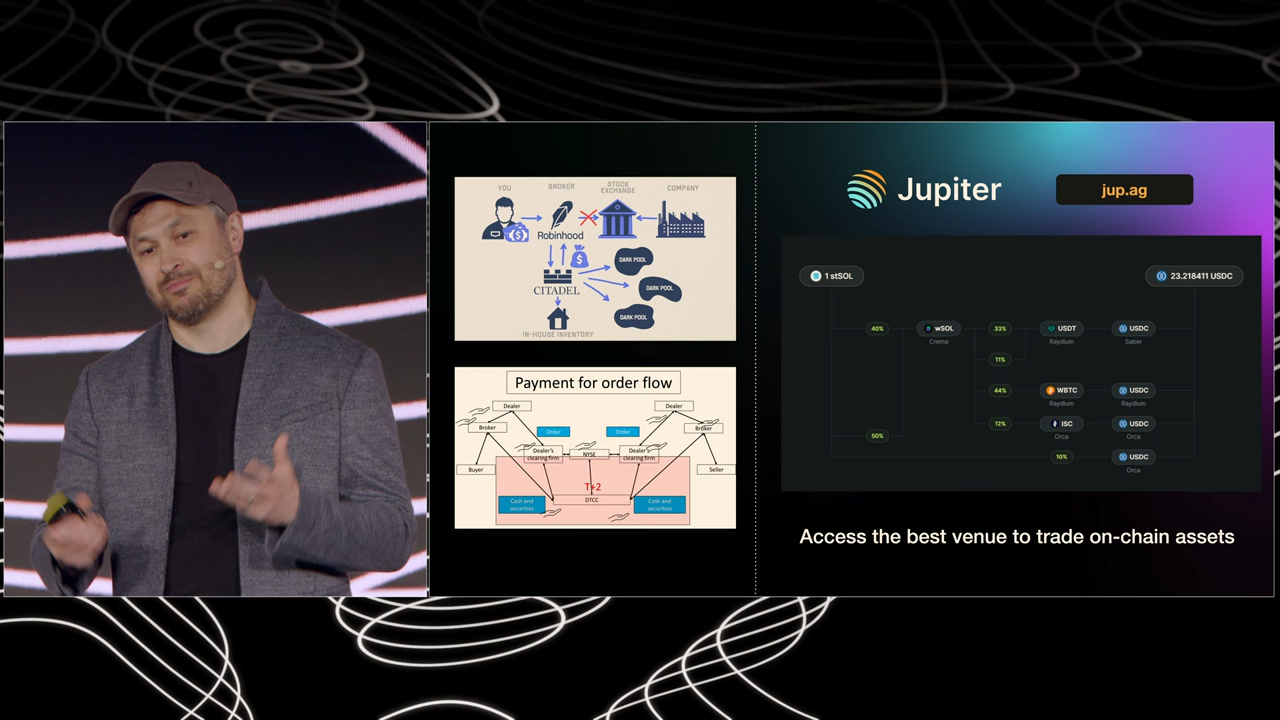 YOU
BROKER
STOCK
EXCHANGE
COMPANY
Robinhood
DARK POOL
CITADEL
DARK POOL
DARK POOL
IN-HOUSE INVENTORY
Payment for order flow
Dealer
Dealer
Broker
Order
Order
Broker
Dealer's
clearing firm
NYSE
Dealer's
clearing firm
Buyer
Seller
T+2
DTCC
Cash and
securities
Cash and
securities
Jupiter
jup.ag
1 stSOL
23.218411 USDC
40%
wSOL
33%
USDT
USDC
Crema
Raydium
Saber
11%
44%
WBTC
USDC
Raydium
Raydium
12%
ISC
USDC
50%
Orca
Orca
10%
USDC
Orca
Access the best venue to trade on-chain assets